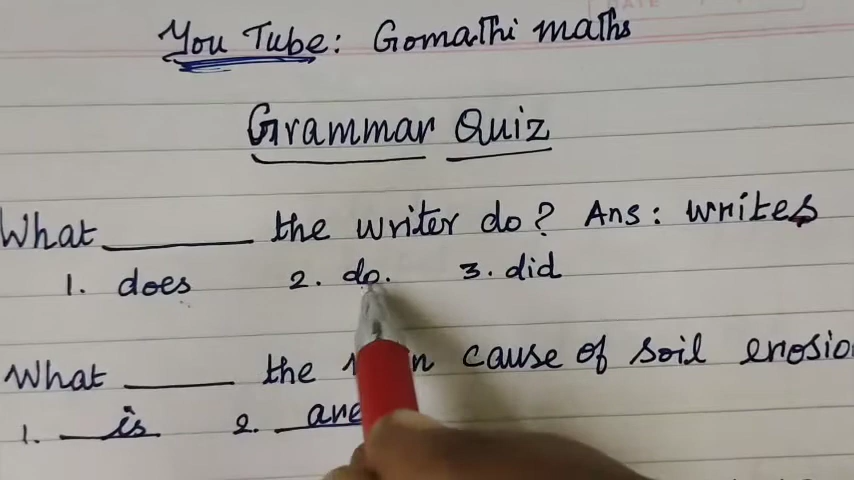 DATE
You Tube: Gomathi maths
Grammar Quiz
What ______ the writer do? Ans: writes
1. does 2. do. 3. did
What ______ the cause of soil
1. is 2. are